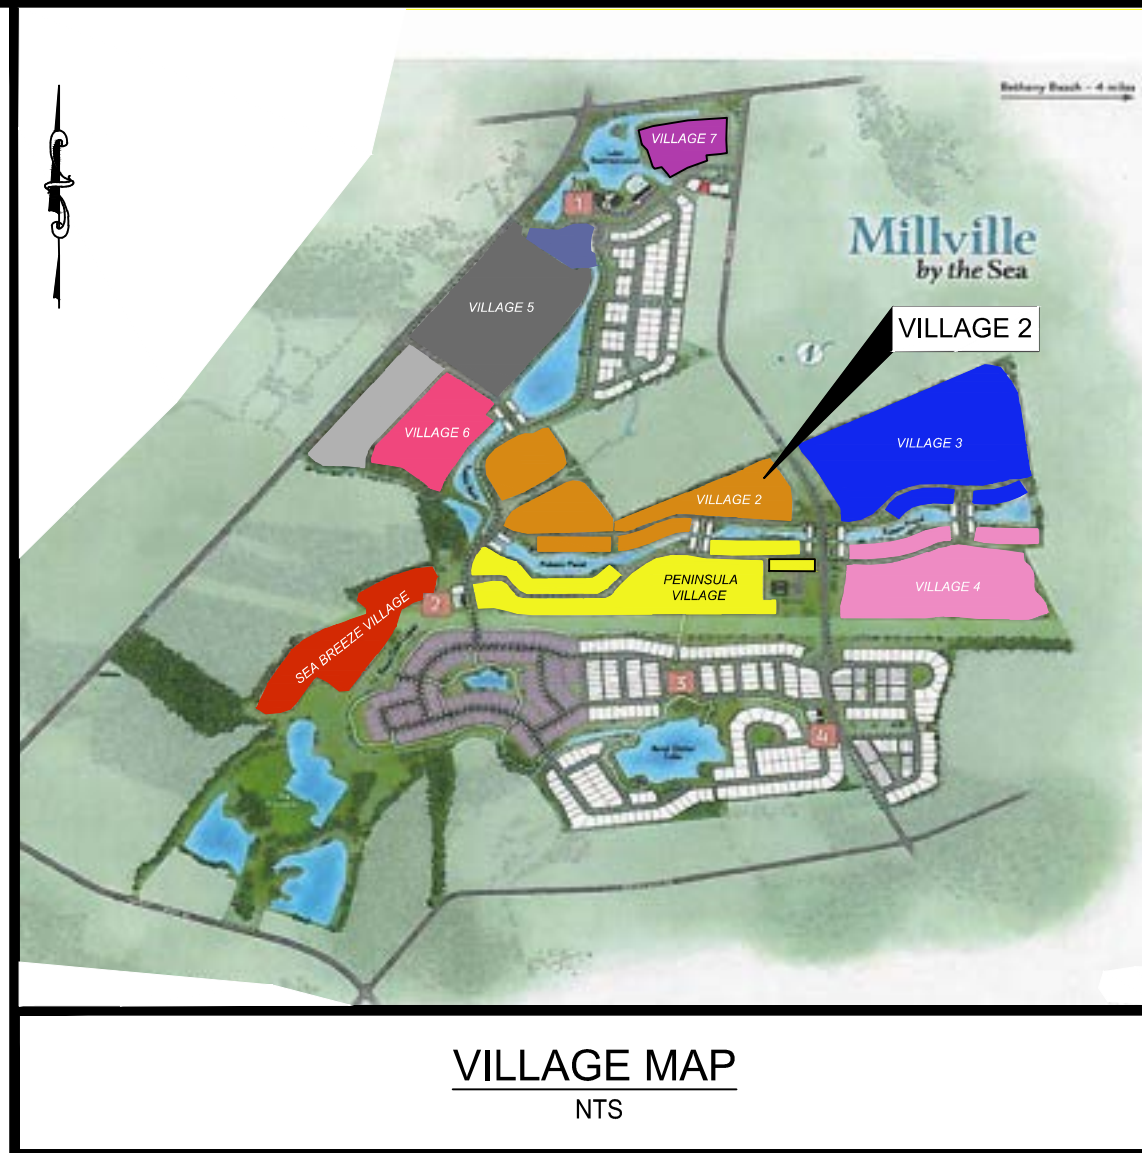 Bethany Beach - 4 miles
VILLAGE 7
1
Millville
by the Sea
VILLAGE 5
VILLAGE 2
VILLAGE 6
VILLAGE 3
VILLAGE 2
PENINSULA
VILLAGE
VILLAGE 4
2
SEA BREEZE VILLAGE
3
4
VILLAGE MAP
NTS